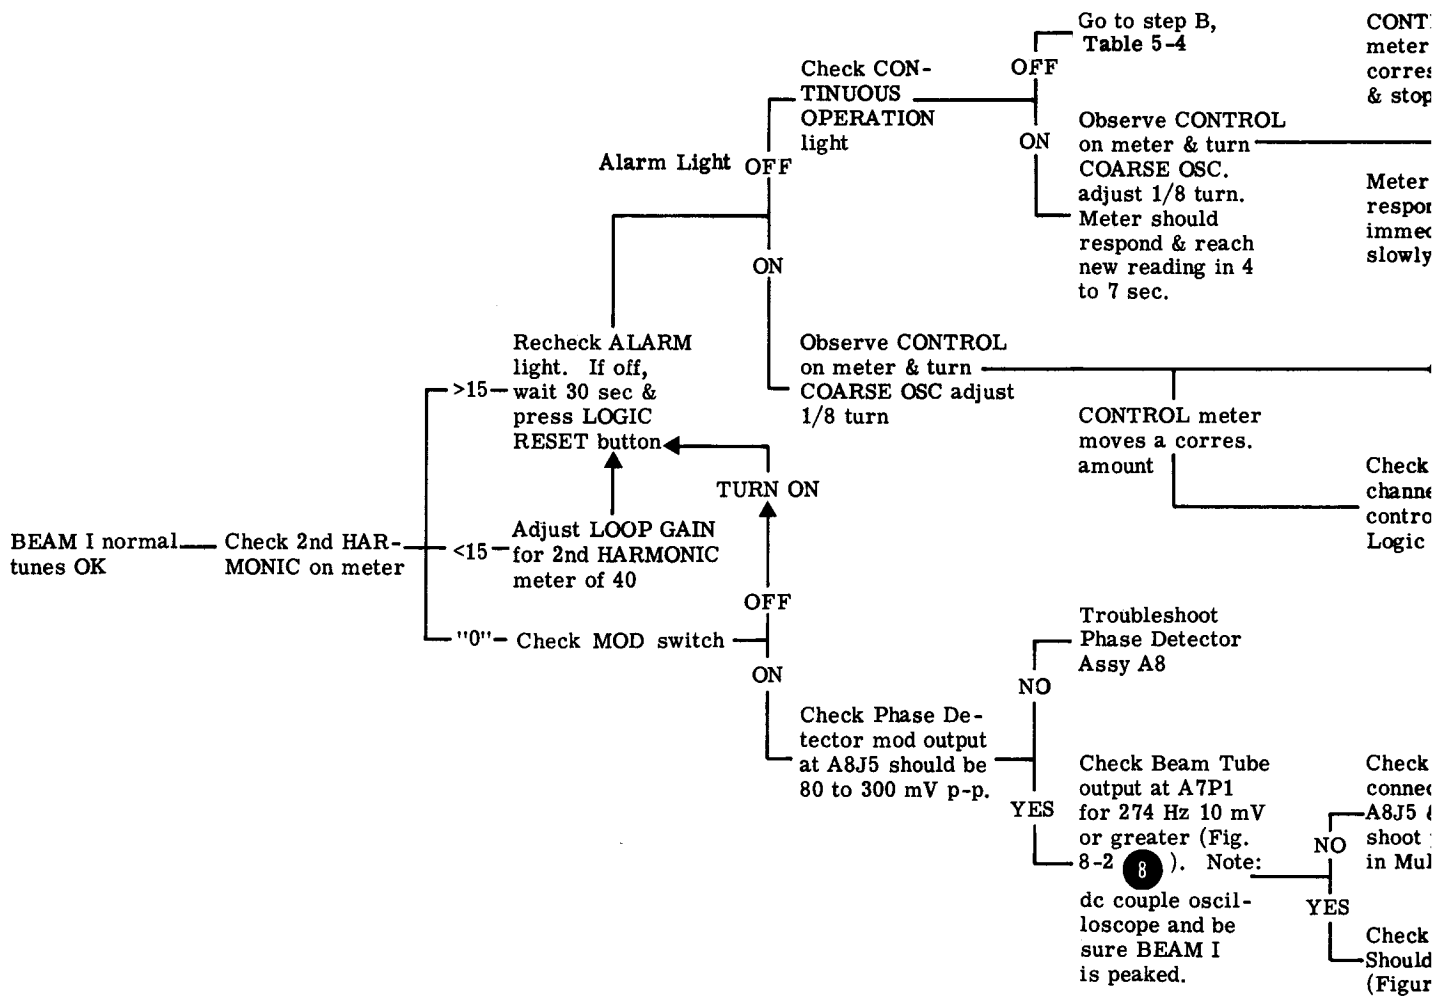 Go to step B,
Table 5-4
OFF
Check CON-
TINUOUS
OPERATION
light
ON
Observe CONTROL
on meter & turn
COARSE OSC.
adjust 1/8 turn.
Meter should
respond & reach
new reading in 4
to 7 sec.
meter
& stop
Meter
slowly
Alarm Light
OFF
ON
Recheck ALARM
light. If off,
wait 30 sec &
press LOGIC
RESET button
>15
Observe CONTROL
on meter & turn
COARSE OSC adjust
1/8 turn
CONTROL meter
moves a corres.
amount
Check
Logic
TURN ON
BEAM I normal
tunes OK
Check 2nd HAR-
MONIC on meter
<15
Adjust LOOP GAIN
for 2nd HARMONIC
meter of 40
OFF
"0"
Check MOD switch
ON
Troubleshoot
Phase Detector
Assy A8
NO
Check Phase De-
tector mod output
at A8J5 should be
80 to 300 mV p-p.
YES
Check Beam Tube
output at A7P1
for 274 Hz 10 mV
or greater (Fig.
8-2 8 ). Note:
dc couple oscil-
loscope and be
sure BEAM I
is peaked.
Check
A8J5
shoot
in
NO
YES
Check
Should